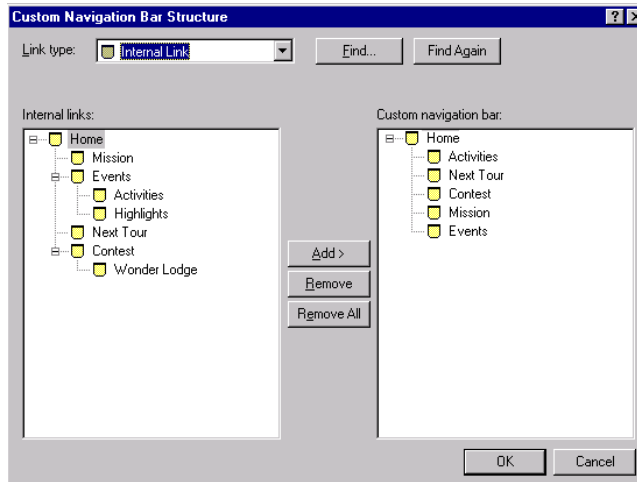 Custom Navigation Bar Structure
Link type: Internal Link Find... Find Again
Internal links:
Home
Mission
Events
Activities
Highlights
Next Tour
Contest
Wonder Lodge
Add >
Remove
Remove All
Custom navigation bar:
Home
Activities
Next Tour
Contest
Mission
Events
OK Cancel